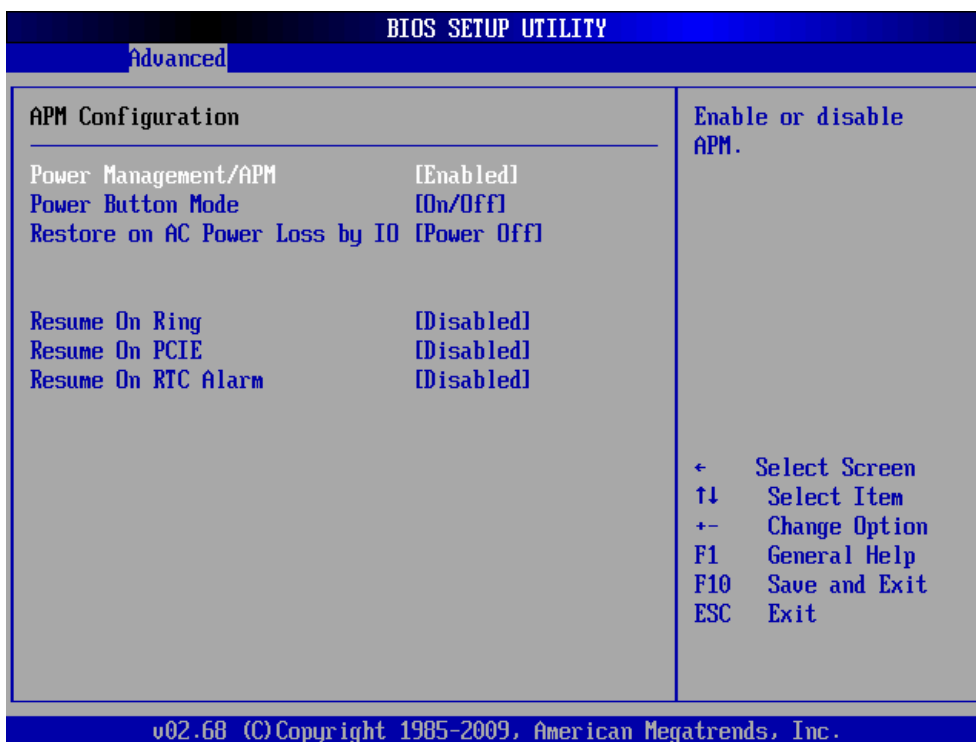 BIOS SETUP UTILITY
Advanced
APM Configuration
Power Management/APM [Enabled]
Power Button Mode [On/Off]
Restore on AC Power Loss by IO [Power Off]
Resume On Ring [Disabled]
Resume On PCIE [Disabled]
Resume On RTC Alarm [Disabled]
Enable or disable
APM.
← Select Screen
↑↓ Select Item
+- Change Option
F1 General Help
F10 Save and Exit
ESC Exit
v02.68 (C)Copyright 1985-2009, American Megatrends, Inc.